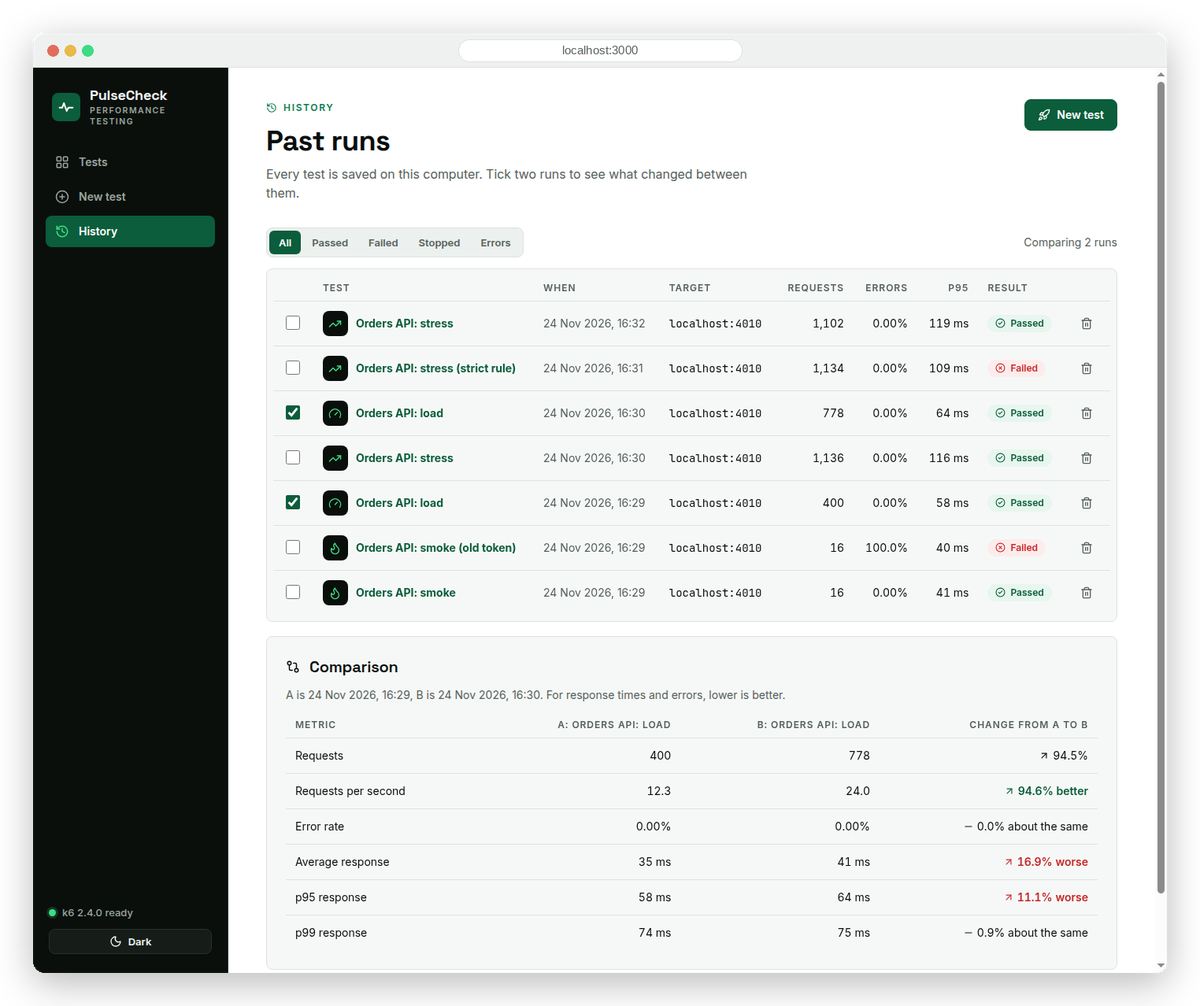 localhost:3000
PulseCheck
PERFORMANCE
TESTING
Tests
New test
History
k6 2.4.0 ready
Dark
HISTORY
New test
Past runs
Every test is saved on this computer. Tick two runs to see what changed between
them.
All Passed Failed Stopped Errors
Comparing 2 runs
TEST WHEN TARGET REQUESTS ERRORS P95 RESULT
Orders API: stress 24 Nov 2026, 16:32 localhost:4010 1,102 0.00% 119 ms Passed
Orders API: stress (strict rule) 24 Nov 2026, 16:31 localhost:4010 1,134 0.00% 109 ms Failed
Orders API: load 24 Nov 2026, 16:30 localhost:4010 778 0.00% 64 ms Passed
Orders API: stress 24 Nov 2026, 16:30 localhost:4010 1,136 0.00% 116 ms Passed
Orders API: load 24 Nov 2026, 16:29 localhost:4010 400 0.00% 58 ms Passed
Orders API: smoke (old token) 24 Nov 2026, 16:29 localhost:4010 16 100.0% 40 ms Failed
Orders API: smoke 24 Nov 2026, 16:29 localhost:4010 16 0.00% 41 ms Passed
Comparison
A is 24 Nov 2026, 16:29, B is 24 Nov 2026, 16:30. For response times and errors, lower is better.
METRIC A: ORDERS API: LOAD B: ORDERS API: LOAD CHANGE FROM A TO B
Requests 400 778 94.5%
Requests per second 12.3 24.0 94.6% better
Error rate 0.00% 0.00% 0.0% about the same
Average response 35 ms 41 ms 16.9% worse
p95 response 58 ms 64 ms 11.1% worse
p99 response 74 ms 75 ms 0.9% about the same